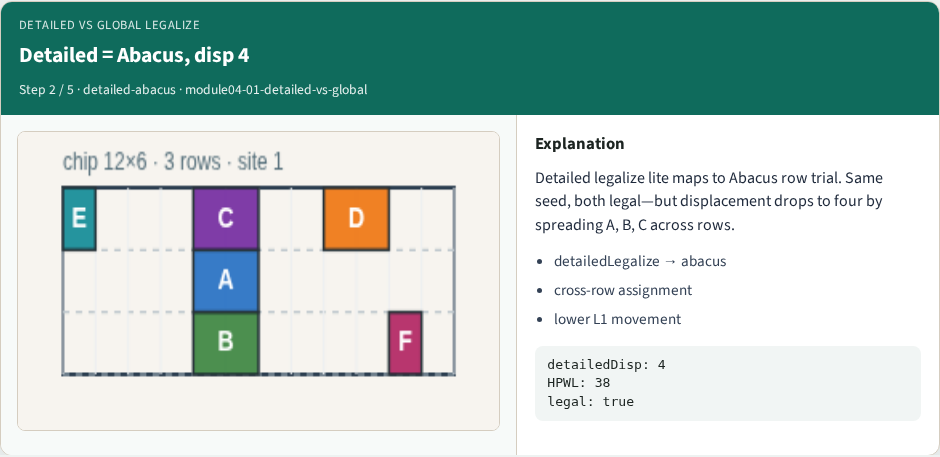 DETAILED VS GLOBAL LEGALIZE
Detailed = Abacus, disp 4
Step 2 / 5 · detailed-abacus · module04-01-detailed-vs-global
chip 12×6 · 3 rows · site 1
E C D
A
B F
Explanation
Detailed legalize lite maps to Abacus row trial. Same
seed, both legal—but displacement drops to four by
spreading A, B, C across rows.
• detailedLegalize → abacus
• cross-row assignment
• lower L1 movement
detailedDisp: 4
HPWL: 38
legal: true